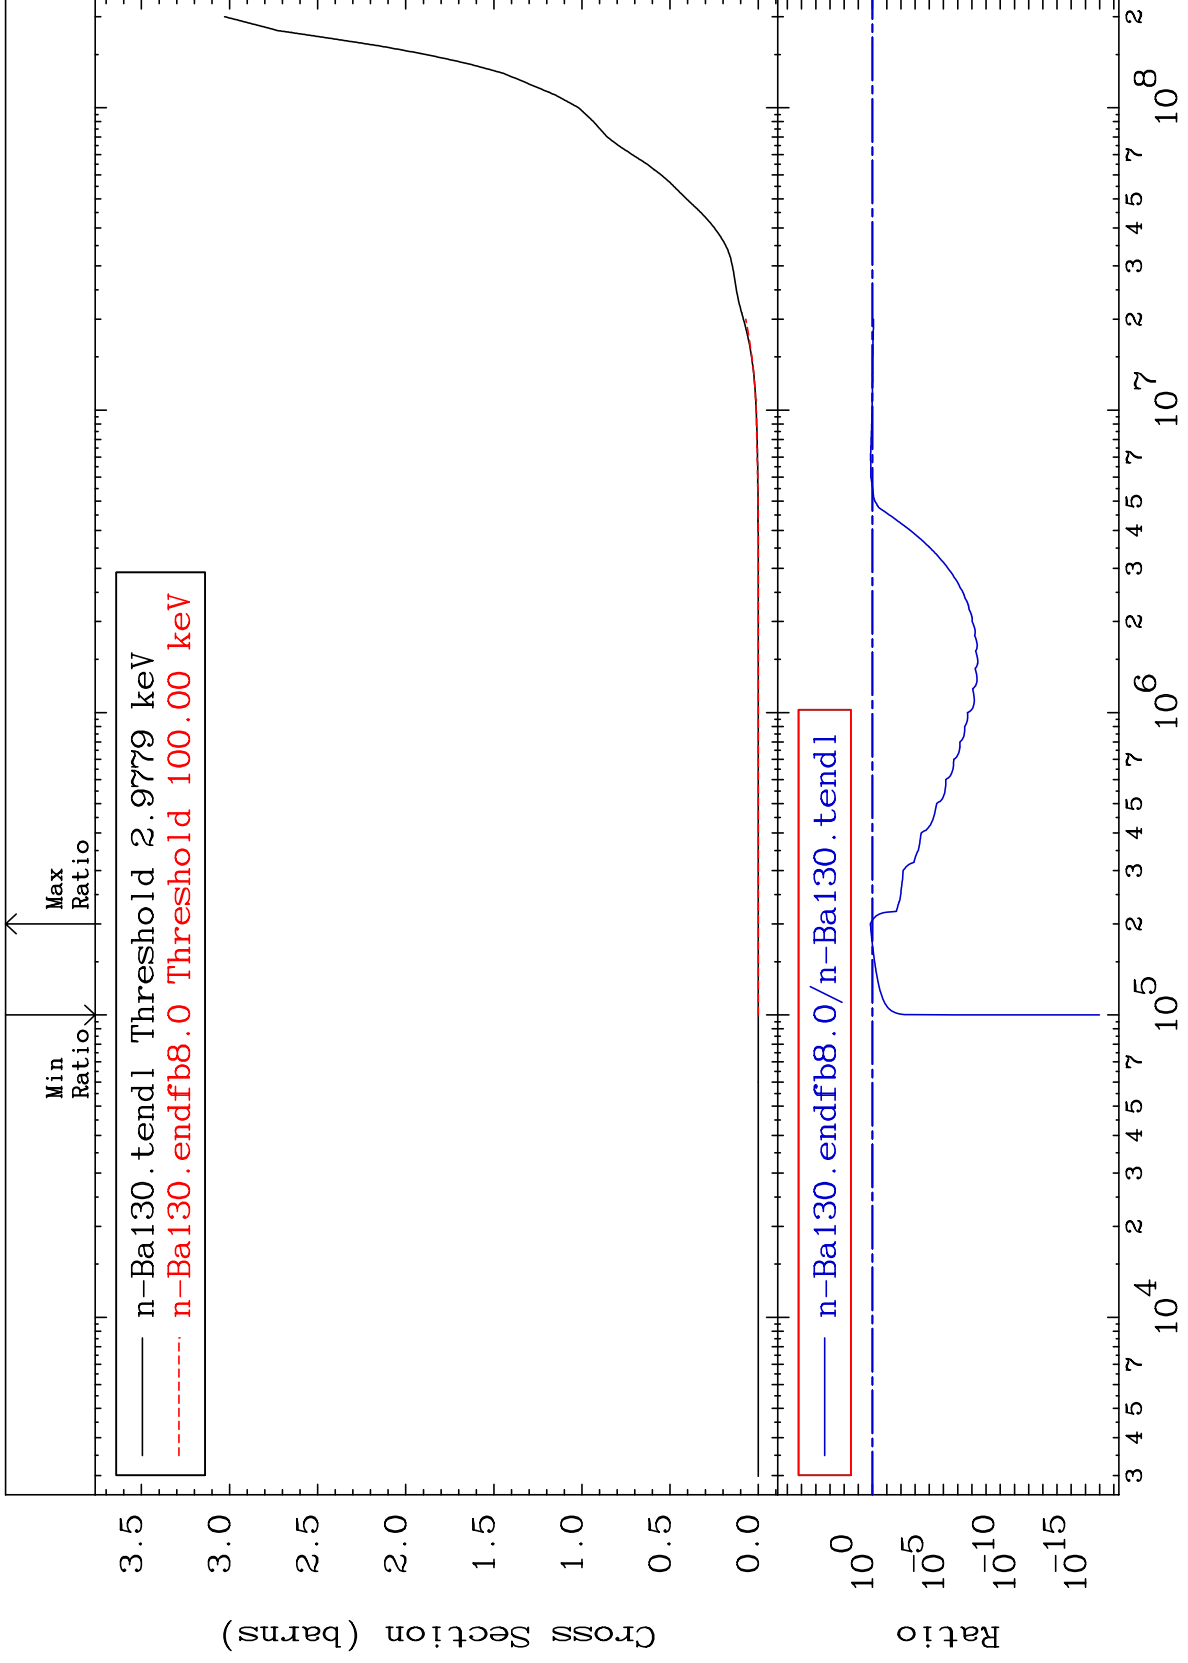 Min
Ratio
Max
Ratio
n-Ba130.tendl Threshold 2.9779 keV
n-Ba130.endfb8.0 Threshold 100.00 keV
Cross Section (barns)
3.5
3.0
2.5
2.0
1.5
1.0
0.5
0.0
n-Ba130.endfb8.0/n-Ba130.tendl
Ratio
10^0
10^-5
10^-10
10^-15
3 4 5 7 2 3 4 5 7 2 3 4 5 7 2 3 4 5 7 2 3 4 5 7 2
10^4 10^5 10^6 10^7 10^8